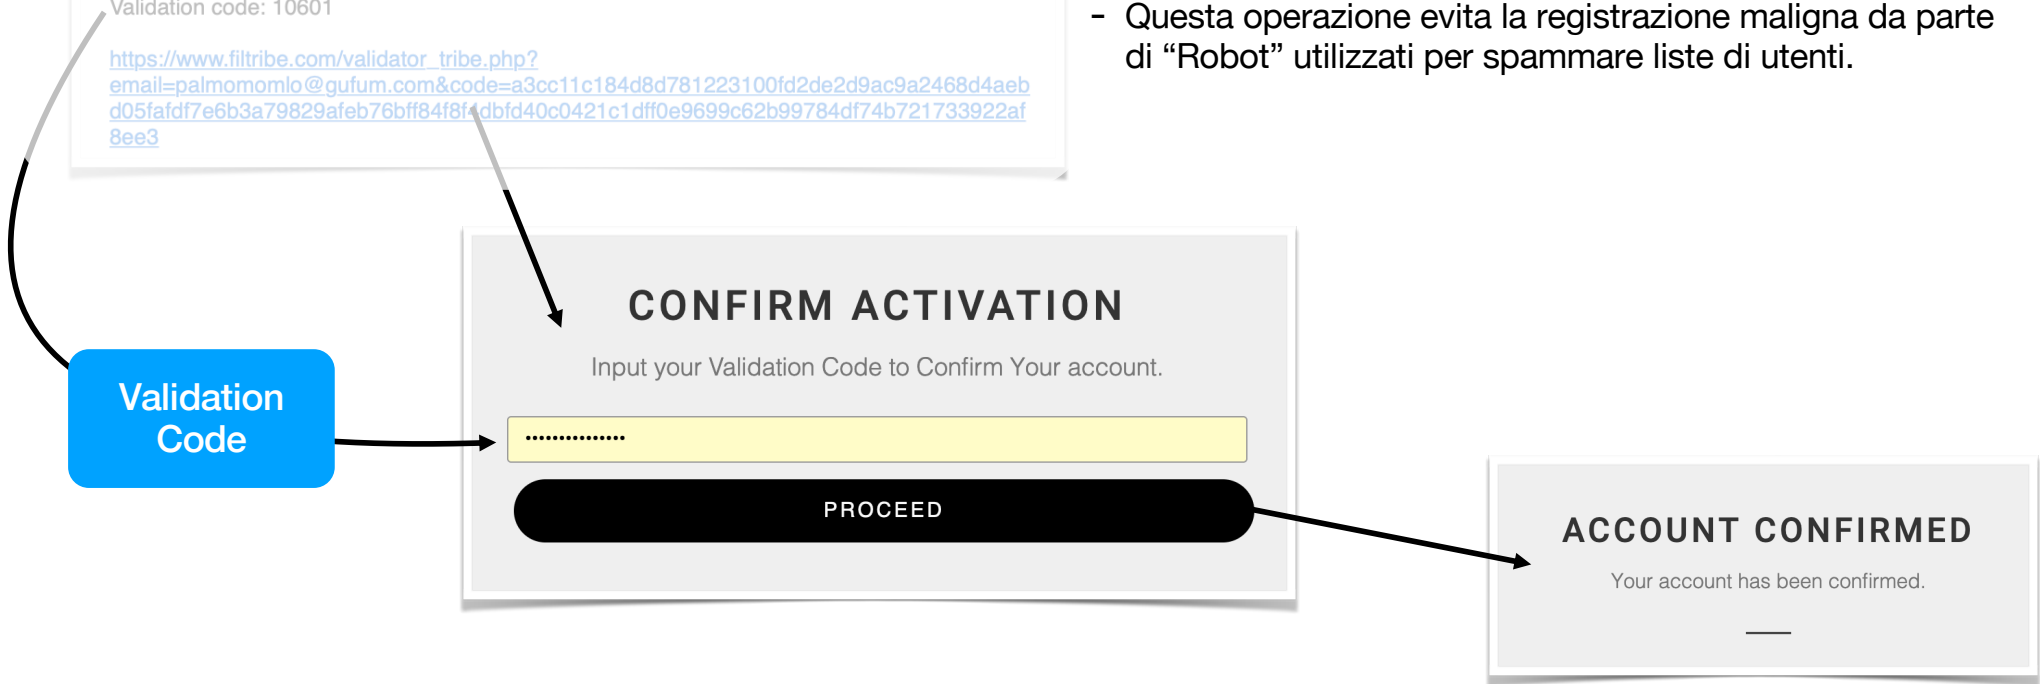 Validation code: 10601
https://www.filtribe.com/validator_tribe.php?
email=palmomomlo@gufum.com&code=a3cc11c184d8d781223100fd2de2d9ac9a2468d4aeb
d05fafdf7e6b3a79829afeb76bff84f8f4dbfd40c0421c1dff0e9699c62b99784df74b721733922af
8ee3
- Questa operazione evita la registrazione maligna da parte
di “Robot” utilizzati per spammare liste di utenti.
CONFIRM ACTIVATION
Input your Validation Code to Confirm Your account.
Validation
Code
PROCEED
ACCOUNT CONFIRMED
Your account has been confirmed.